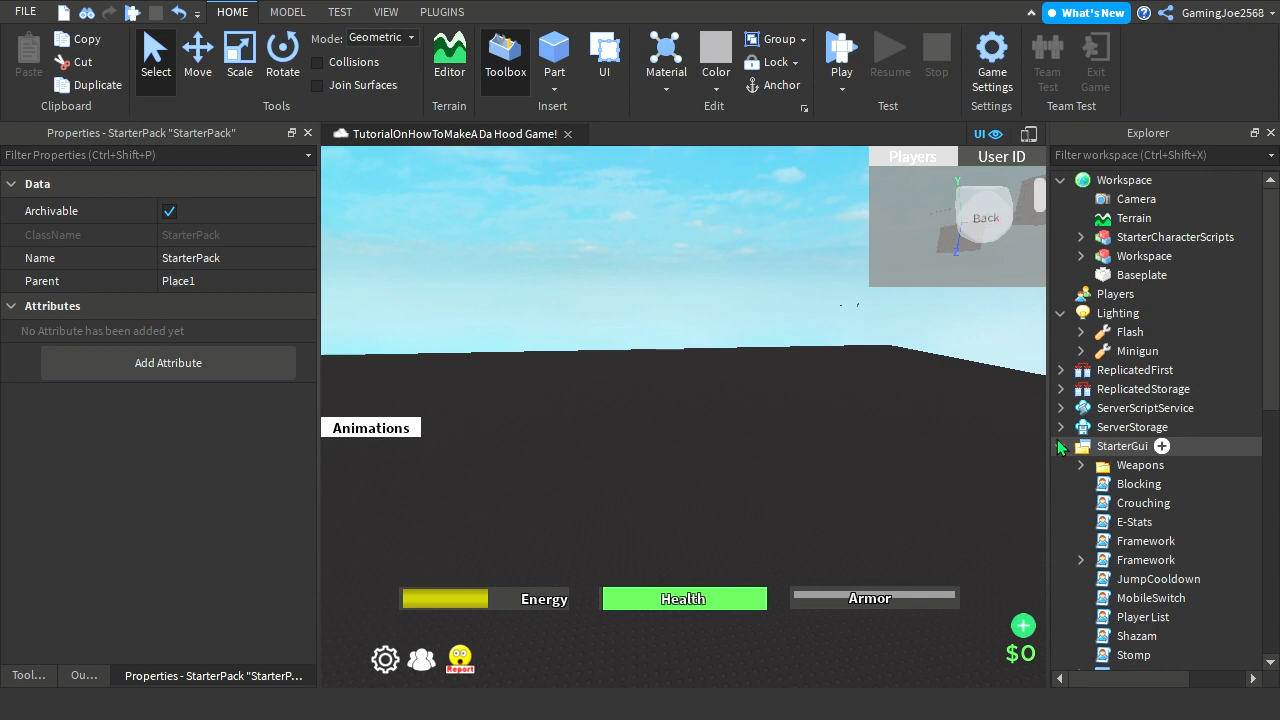 FILE HOME MODEL TEST VIEW PLUGINS What's New GamingJoe2568
Paste Copy Cut Duplicate Clipboard
Select Move Scale Rotate Mode: Geometric Collisions Join Surfaces Tools
Editor Terrain
Toolbox Part UI Insert
Material Color Group Lock Anchor Edit
Play Resume Stop Test
Game Settings Settings
Team Test Exit Game Team Test
Properties - StarterPack "StarterPack"
Filter Properties (Ctrl+Shift+P)
Data
Archivable
ClassName StarterPack
Name StarterPack
Parent Place1
Attributes
No Attribute has been added yet
Add Attribute
Tool... Ou... Properties - StarterPack "StarterP...
TutorialOnHowToMakeADa Hood Game! UI
Players User ID
Y
Back
Z
Animations
Energy Health Armor
Report
$0
Explorer
Filter workspace (Ctrl+Shift+X)
Workspace
Camera
Terrain
StarterCharacterScripts
Workspace
Baseplate
Players
Lighting
Flash
Minigun
ReplicatedFirst
ReplicatedStorage
ServerScriptService
ServerStorage
StarterGui
Weapons
Blocking
Crouching
E-Stats
Framework
Framework
JumpCooldown
MobileSwitch
Player List
Shazam
Stomp